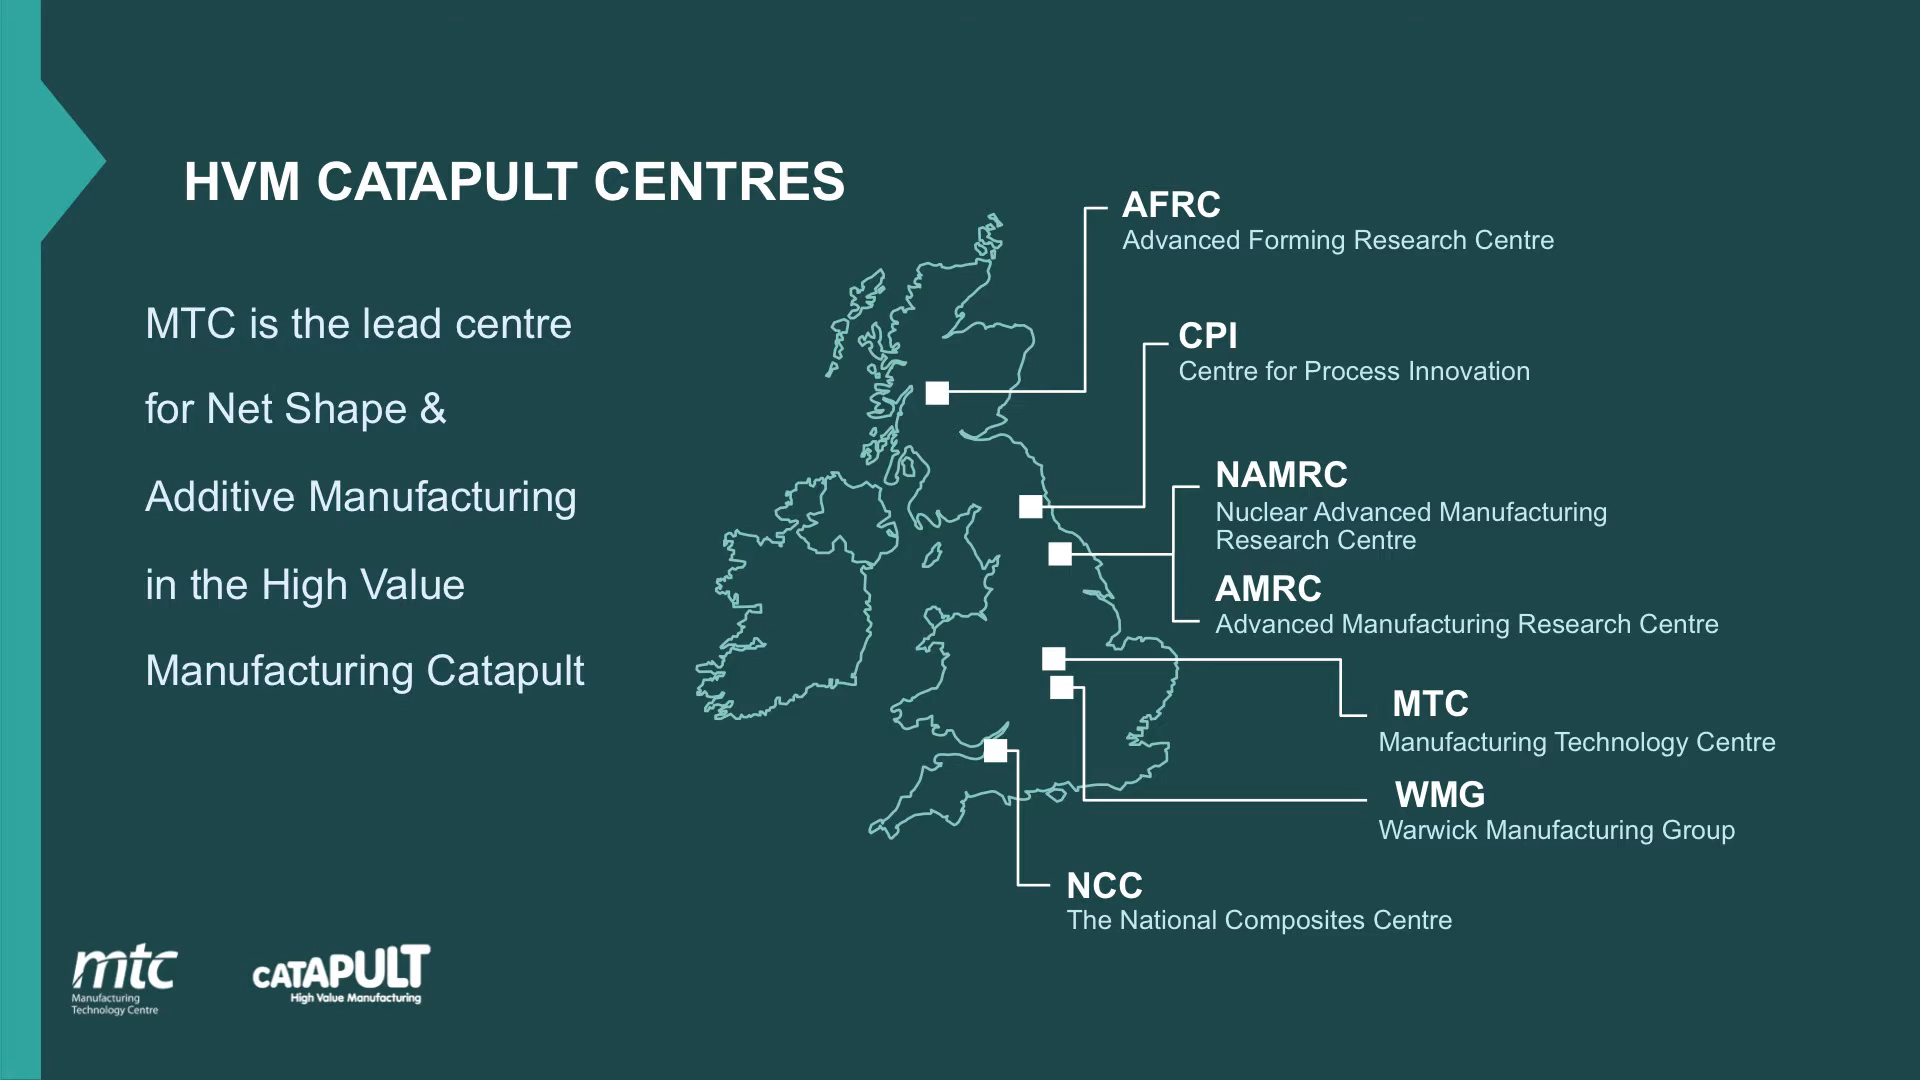 HVM CATAPULT CENTRES
MTC is the lead centre
for Net Shape &
Additive Manufacturing
in the High Value
Manufacturing Catapult
AFRC
Advanced Forming Research Centre
CPI
Centre for Process Innovation
NAMRC
Nuclear Advanced Manufacturing
Research Centre
AMRC
Advanced Manufacturing Research Centre
MTC
Manufacturing Technology Centre
WMG
Warwick Manufacturing Group
NCC
The National Composites Centre
mtc
Manufacturing
Technology Centre
CATAPULT
High Value Manufacturing